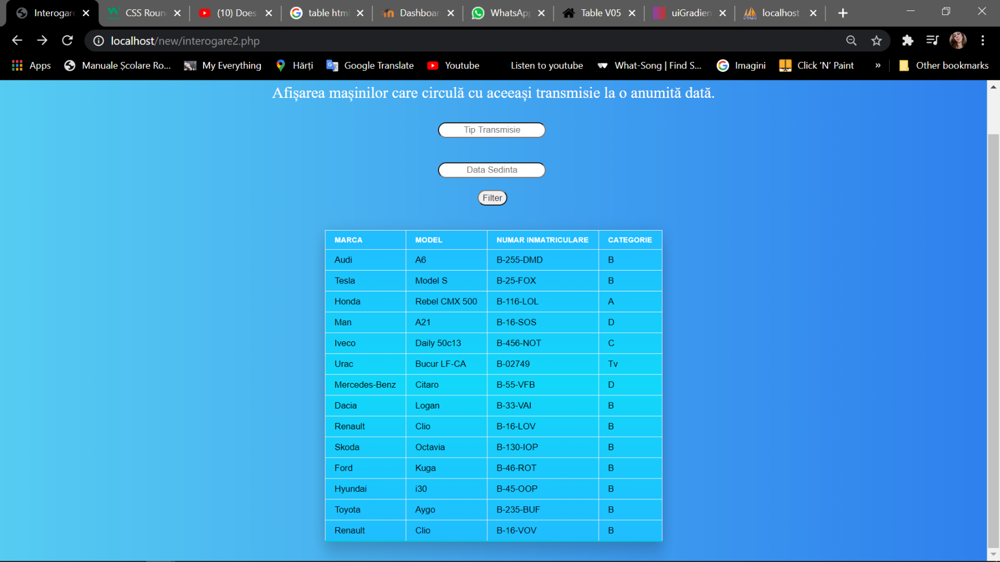 Interogare
CSS Roun
(10) Does
table html
Dashboar
WhatsApp
Table V05
uiGradien
localhost
localhost/new/interogare2.php
Apps
Manuale Școlare Ro...
My Everything
Hărți
Google Translate
Youtube
Listen to youtube
What-Song | Find S...
Imagini
Click 'N' Paint
»
Other bookmarks
Afișarea mașinilor care circulă cu aceeași transmisie la o anumită dată.
Tip Transmisie
Data Sedinta
Filter
MARCA MODEL NUMAR INMATRICULARE CATEGORIE
Audi A6 B-255-DMD B
Tesla Model S B-25-FOX B
Honda Rebel CMX 500 B-116-LOL A
Man A21 B-16-SOS D
Iveco Daily 50c13 B-456-NOT C
Urac Bucur LF-CA B-02749 Tv
Mercedes-Benz Citaro B-55-VFB D
Dacia Logan B-33-VAI B
Renault Clio B-16-LOV B
Skoda Octavia B-130-IOP B
Ford Kuga B-46-ROT B
Hyundai i30 B-45-OOP B
Toyota Aygo B-235-BUF B
Renault Clio B-16-VOV B